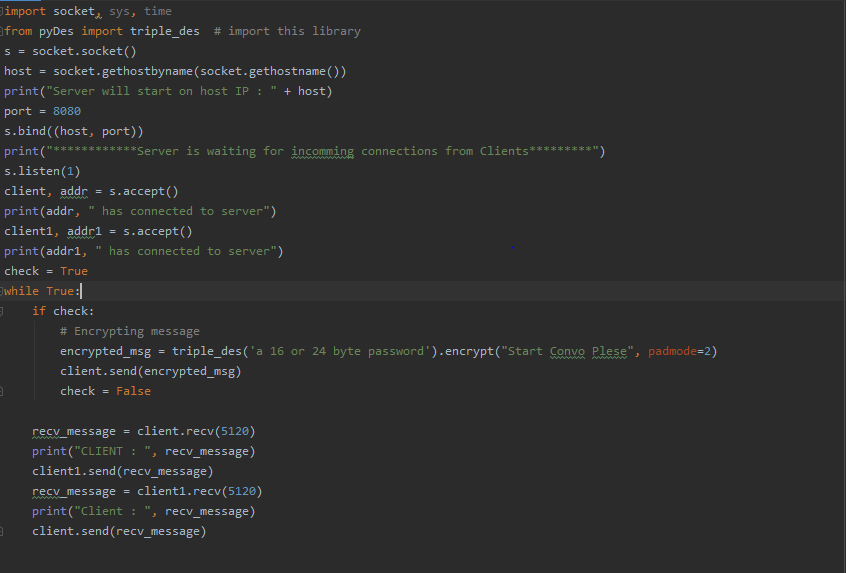 import socket, sys, time
from pyDes import triple_des  # import this library
s = socket.socket()
host = socket.gethostbyname(socket.gethostname())
print("Server will start on host IP : " + host)
port = 8080
s.bind((host, port))
print("************Server is waiting for incomming connections from Clients*********")
s.listen(1)
client, addr = s.accept()
print(addr, " has connected to server")
client1, addr1 = s.accept()
print(addr1, " has connected to server")
check = True
while True:
    if check:
        # Encrypting message
        encrypted_msg = triple_des('a 16 or 24 byte password').encrypt("Start Convo Plese", padmode=2)
        client.send(encrypted_msg)
        check = False
    recv_message = client.recv(5120)
    print("CLIENT : ", recv_message)
    client1.send(recv_message)
    recv_message = client1.recv(5120)
    print("Client : ", recv_message)
    client.send(recv_message)